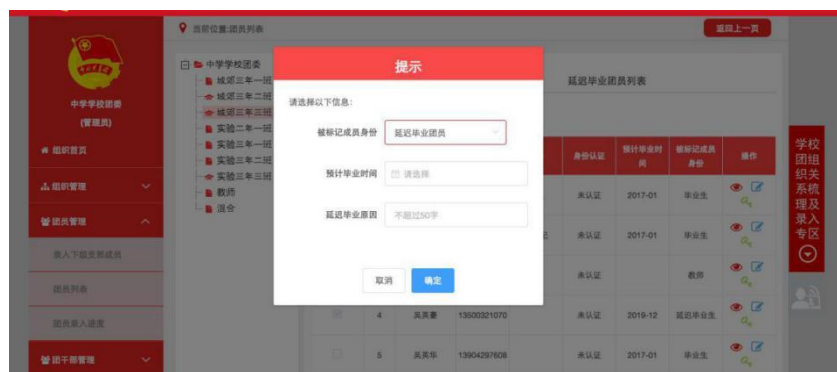 当前位置:团员列表
返回上一页
中学学校团委
(管理员)
组织首页
组织管理
团员管理
录入下级支部成员
团员列表
团员录入进度
团干部管理
中学学校团委
城郊三年一班
城郊三年二班
城郊三年三班
实验二年一班
实验三年一班
实验三年二班
实验三年三班
教师
混合
提示
请选择以下信息:
被标记成员身份 延迟毕业团员
预计毕业时间 请选择
延迟毕业原因 不超过50字
取消 确定
延迟毕业团员列表
身份认证 预计毕业时间 被标记成员身份 操作
未认证 2017-01 毕业生
未认证 2017-01 毕业生
未认证 教师
4 吴英豪 13500321070 未认证 2016-12 延迟毕业生
5 吴英华 13904297608 未认证 2017-01 毕业生
学校团组织关系梳理及录入专区